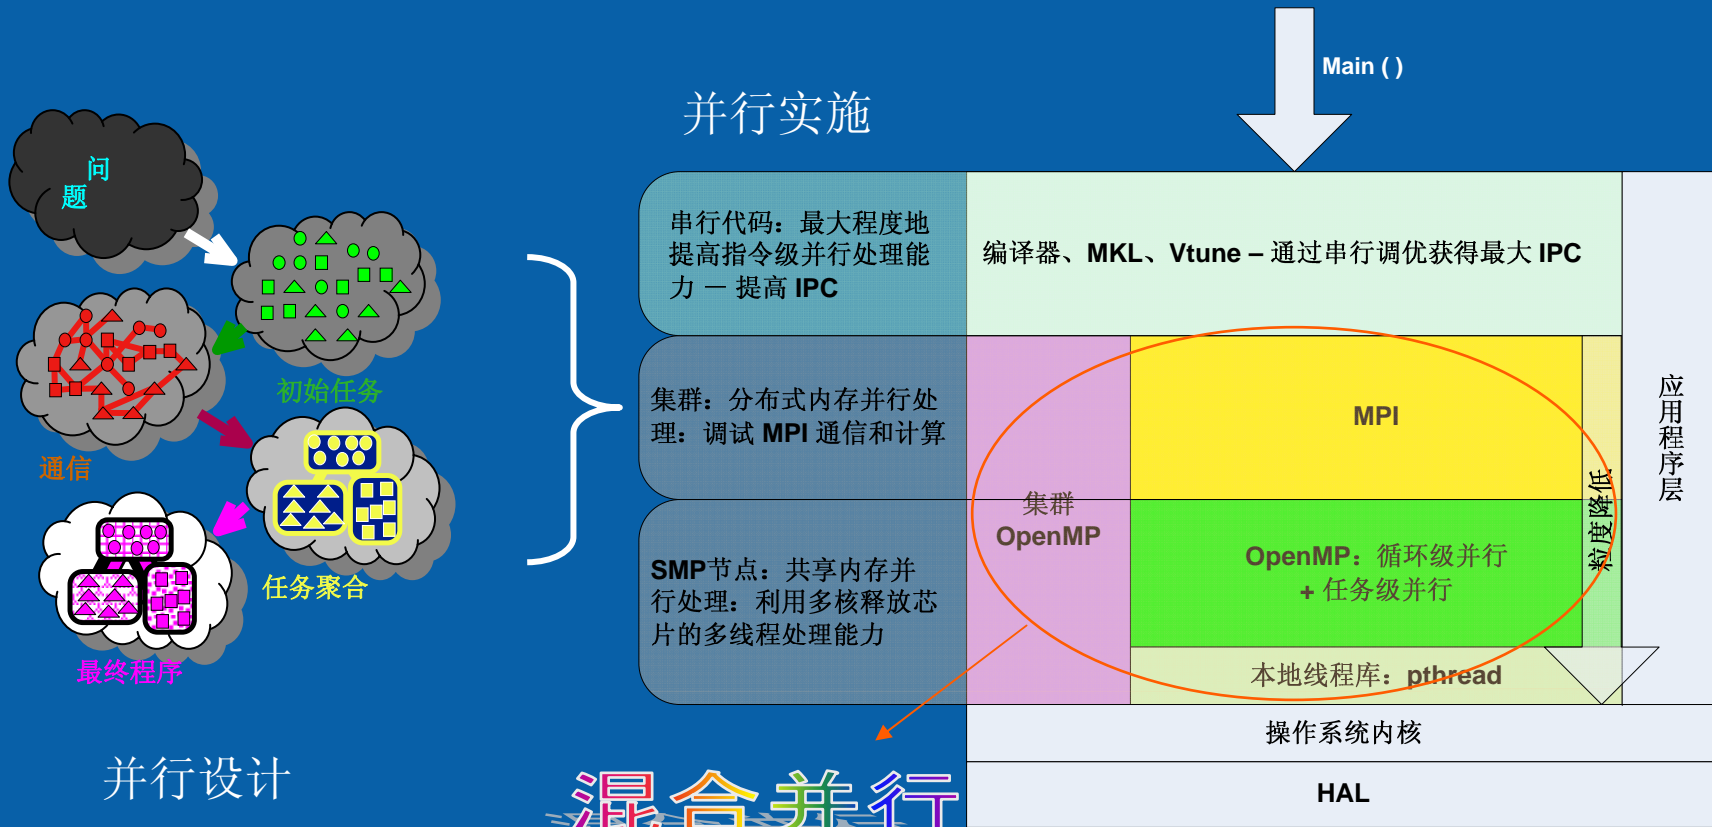 Main ( )
并行实施
问
题
初始任务
通信
任务聚合
最终程序
并行设计
串行代码：最大程度地
提高指令级并行处理能
力 － 提高 IPC
编译器、MKL、Vtune – 通过串行调优获得最大 IPC
集群：分布式内存并行处
理：调试 MPI 通信和计算
MPI
集群
OpenMP
SMP节点：共享内存并
行处理：利用多核释放芯
片的多线程处理能力
OpenMP：循环级并行
+ 任务级并行
本地线程库：pthread
粒度降低
应用程序层
操作系统内核
HAL
混合并行